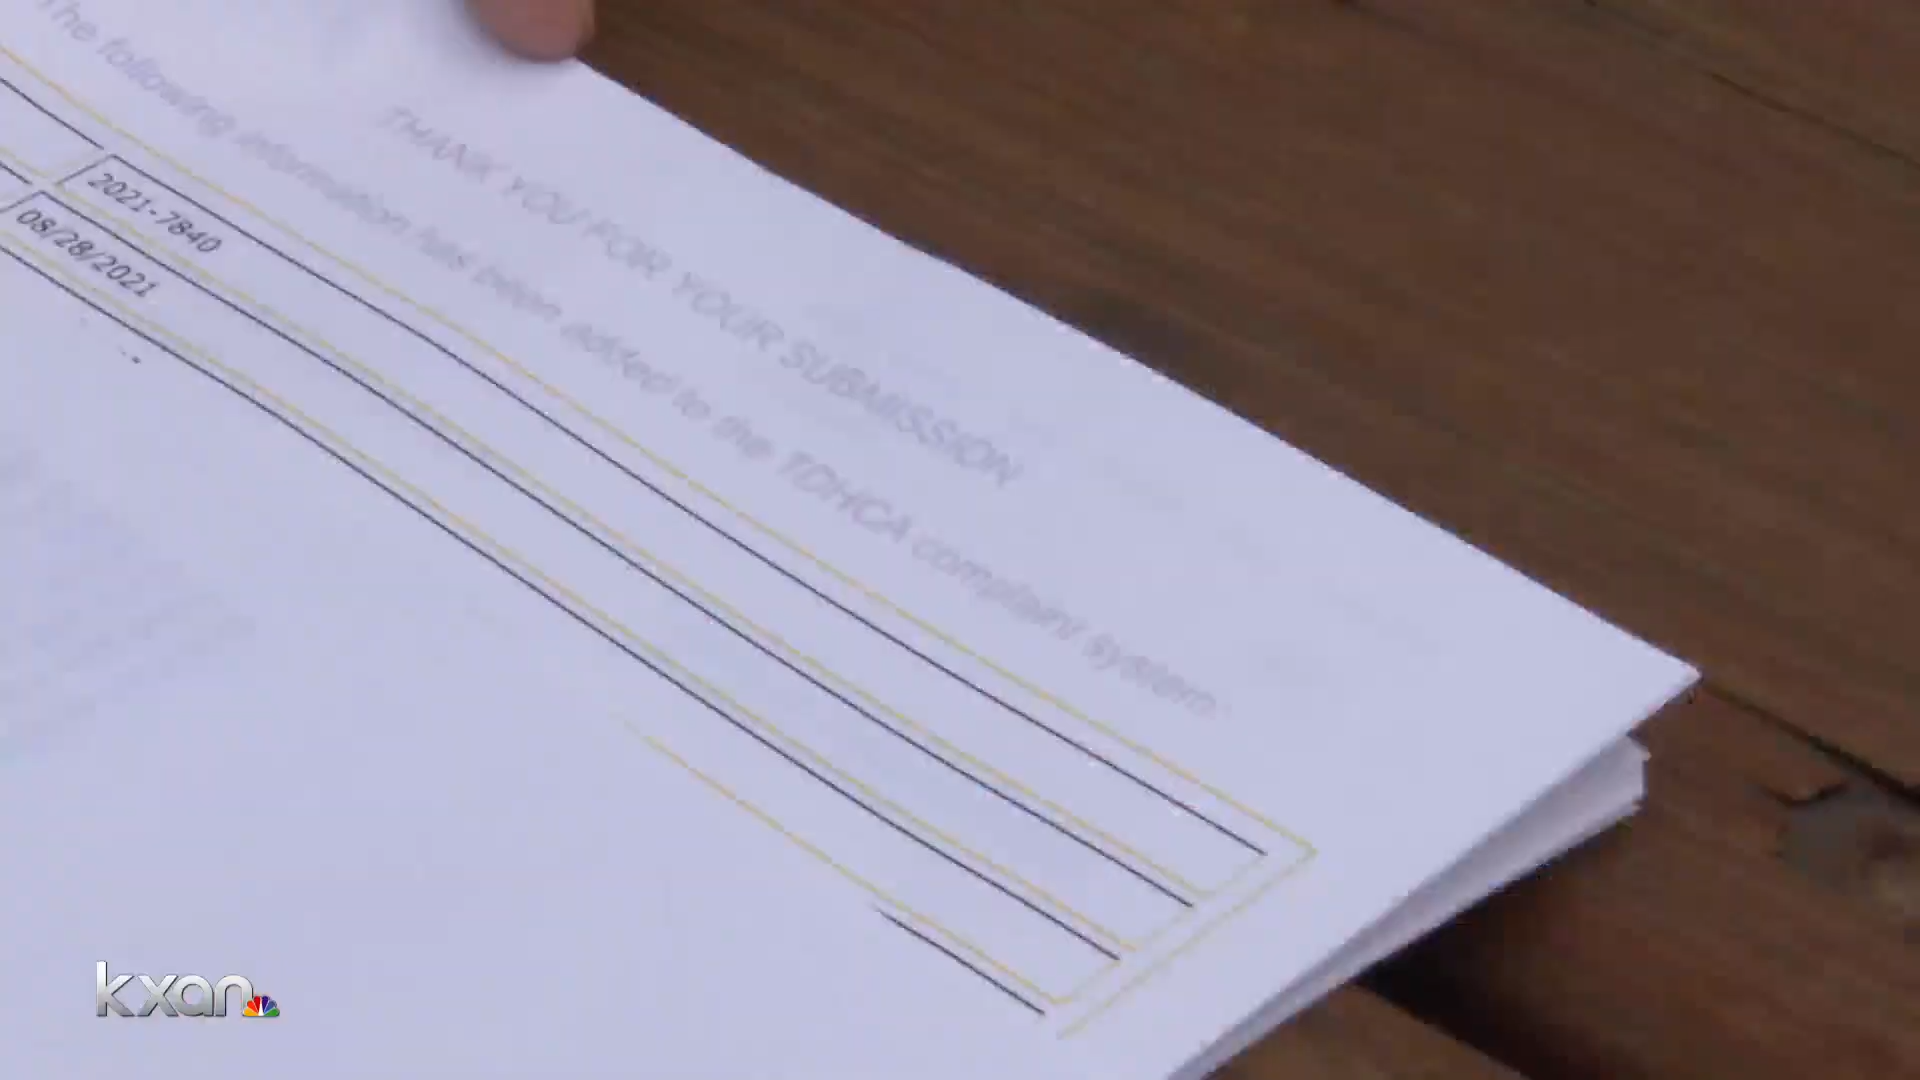 THANK YOU FOR YOUR SUBMISSION
The following information has been added to the TDHCA complaint system
2021-7840
08/28/2021
kxan